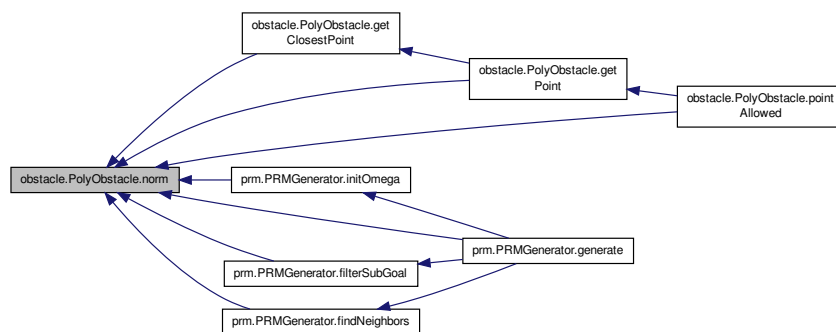 obstacle.PolyObstacle.get
ClosestPoint
obstacle.PolyObstacle.get
Point
obstacle.PolyObstacle.point
Allowed
obstacle.PolyObstacle.norm
prm.PRMGenerator.initOmega
prm.PRMGenerator.generate
prm.PRMGenerator.filterSubGoal
prm.PRMGenerator.findNeighbors